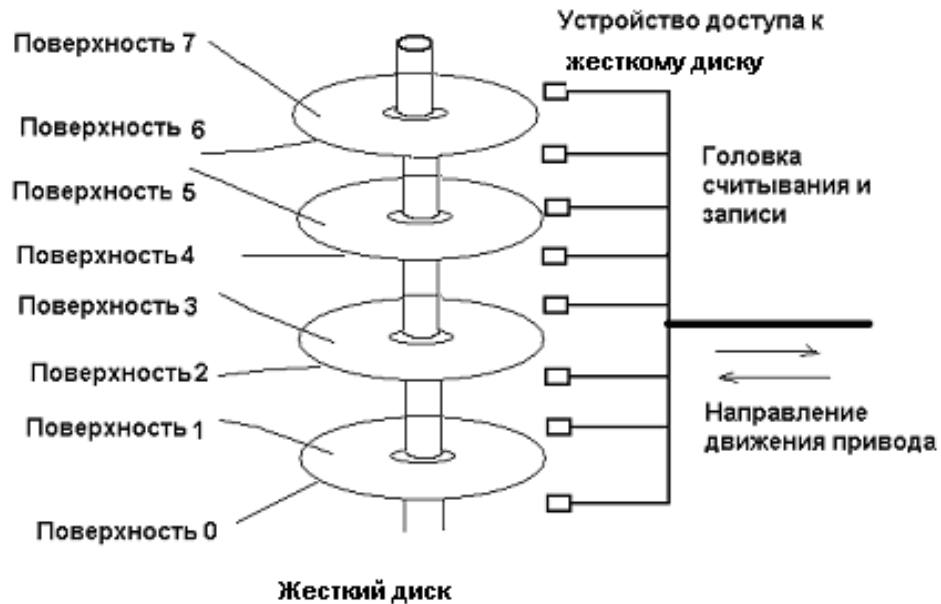 Устройство доступа к
жесткому диску
Поверхность 7
Поверхность 6
Поверхность 5
Поверхность 4
Поверхность 3
Поверхность 2
Поверхность 1
Поверхность 0
Головка
считывания и
записи
Направление
движения привода
Жесткий диск